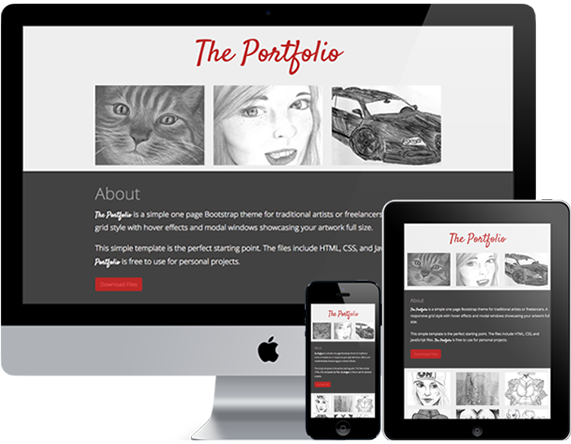 The Portfolio
About
The Portfolio is a simple one page Bootstrap theme for traditional artists or freelancers
grid style with hover effects and modal windows showcasing your artwork full size.
This simple template is the perfect starting point. The files include HTML, CSS, and Jav
Portfolio is free to use for personal projects.
Download Files
The Portfolio
About
The Portfolio is a simple one page Bootstrap theme for traditional artists or freelancers. A
responsive grid style with hover effects and modal windows showcasing your artwork full
size.
This simple template is the perfect starting point. The files include HTML, CSS, and
JavaScript files. The Portfolio is free to use for personal projects.
Download Files
The Portfolio
About